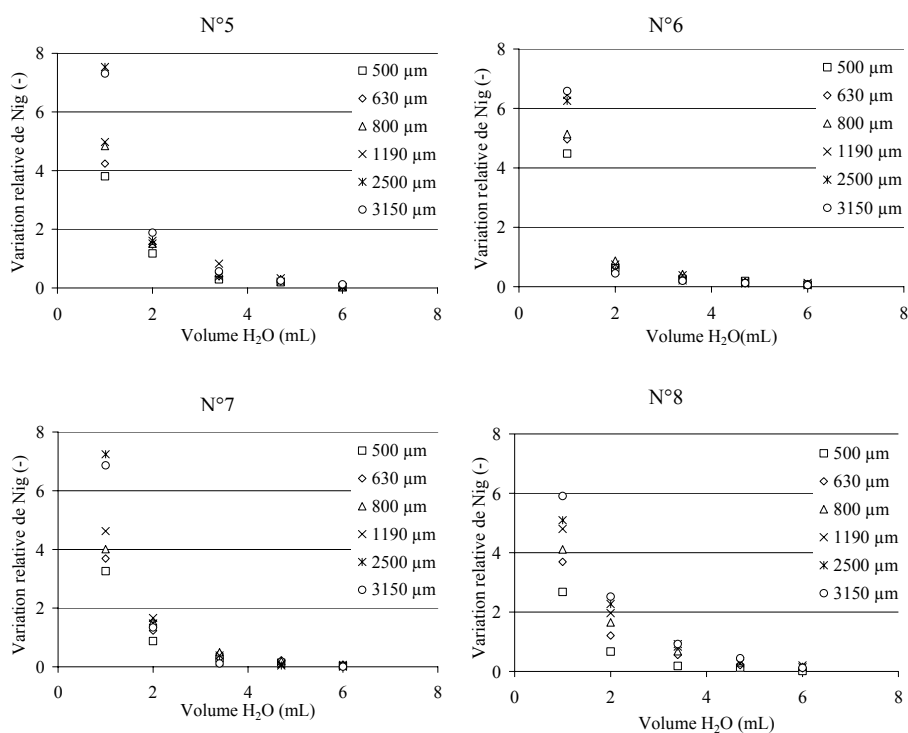 N°5
Variation relative de Nig (-)
8
6
4
2
0
0 2 4 6 8
Volume H₂O (mL)
500 µm
630 µm
800 µm
1190 µm
2500 µm
3150 µm
N°6
Variation relative de Nig (-)
8
6
4
2
0
0 2 4 6 8
Volume H₂O(mL)
500 µm
630 µm
800 µm
1190 µm
2500 µm
3150 µm
N°7
Variation relative de Nig (-)
8
6
4
2
0
0 2 4 6 8
Volume H₂O (mL)
500 µm
630 µm
800 µm
1190 µm
2500 µm
3150 µm
N°8
Variation relative de Nig (-)
8
6
4
2
0
0 2 4 6 8
Volume H₂O (mL)
500 µm
630 µm
800 µm
1190 µm
2500 µm
3150 µm